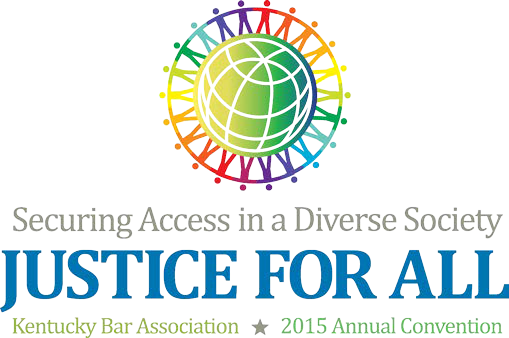 Securing Access in a Diverse Society
JUSTICE FOR ALL
Kentucky Bar Association ★ 2015 Annual Convention